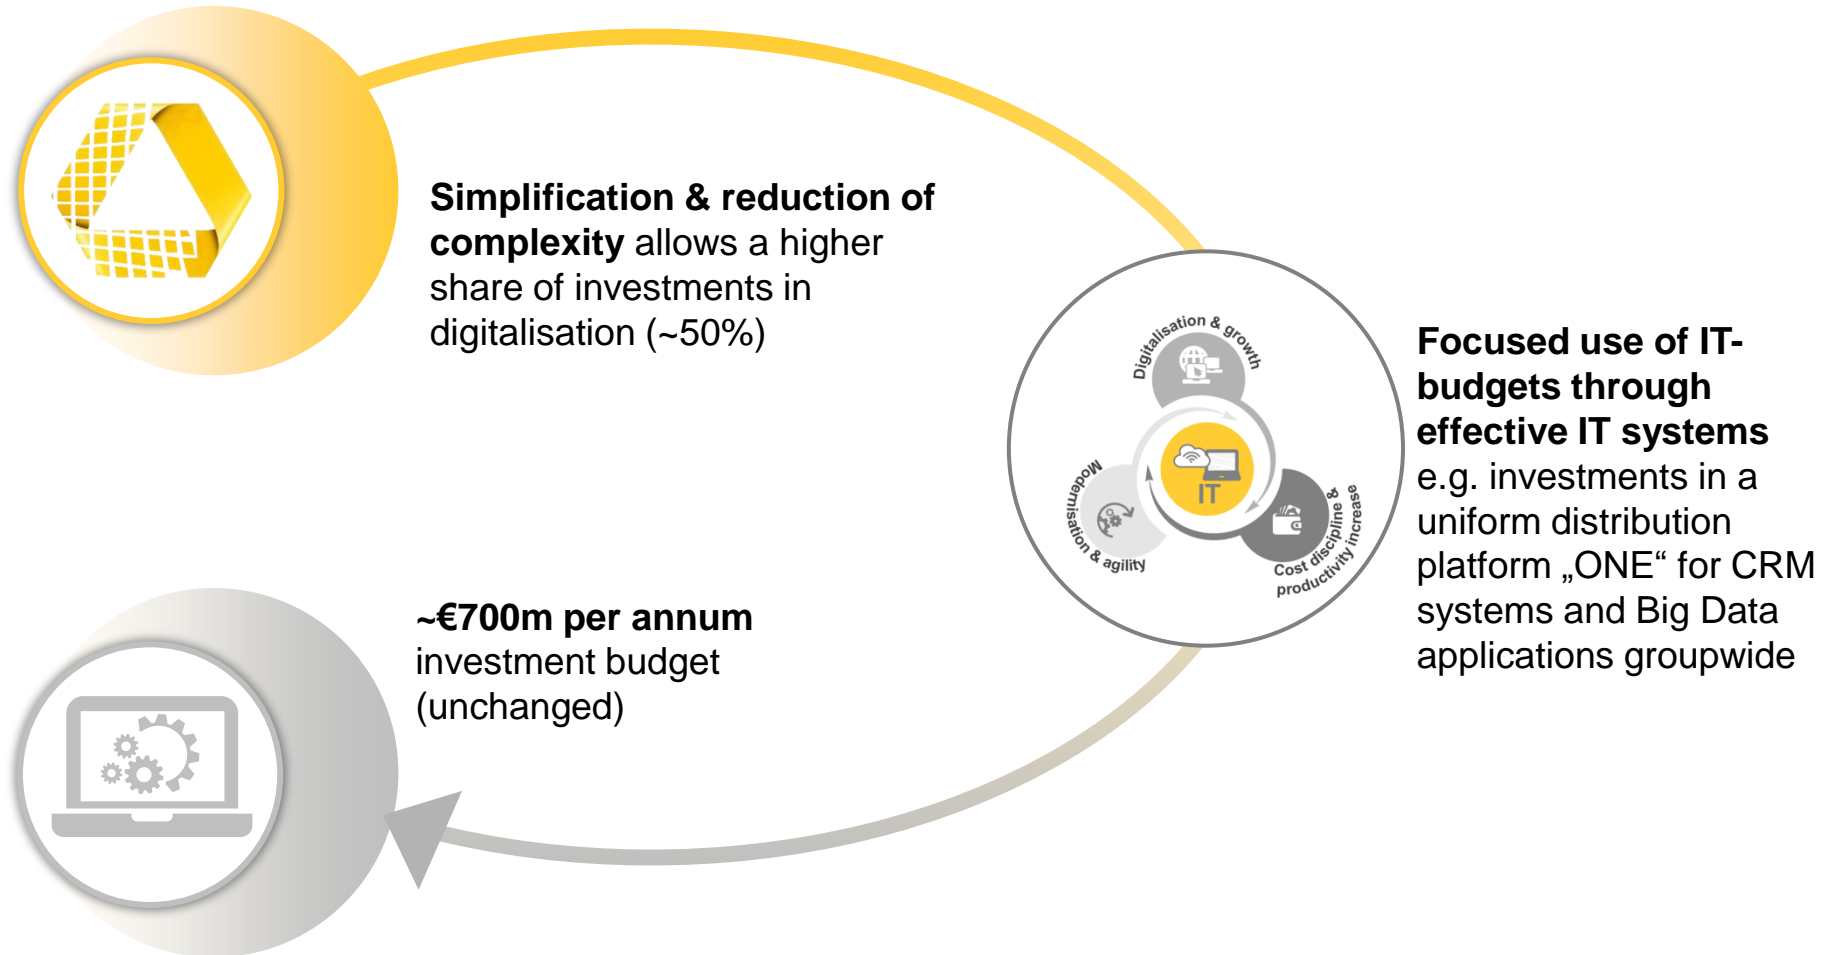 Simplification & reduction of
complexity allows a higher
share of investments in
digitalisation (~50%)
Digitalisation & growth
IT
Modernisation & agility
Cost discipline &
productivity increase
Focused use of IT-
budgets through
effective IT systems
e.g. investments in a
uniform distribution
platform „ONE“ for CRM
systems and Big Data
applications groupwide
~€700m per annum
investment budget
(unchanged)